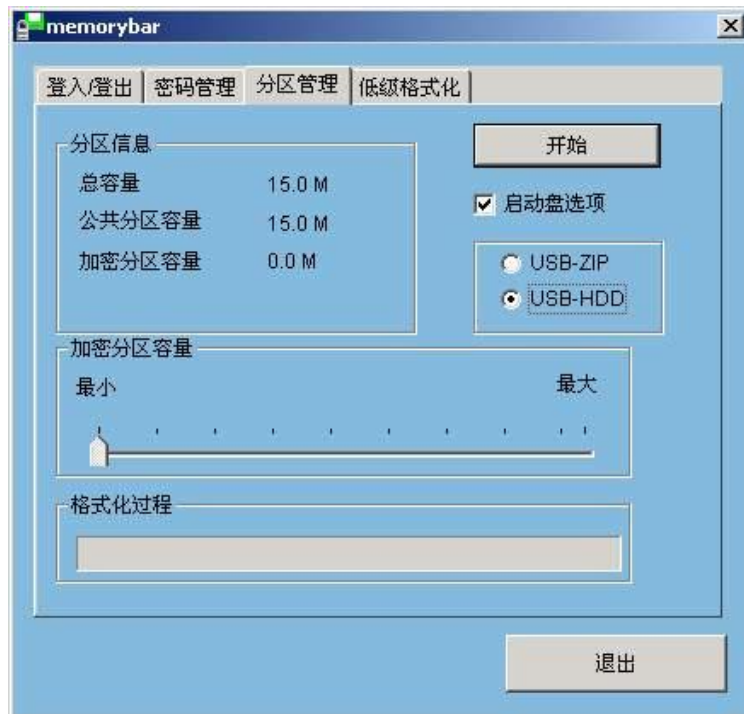 memorybar
登入/登出 密码管理 分区管理 低级格式化
分区信息
总容量 15.0 M
公共分区容量 15.0 M
加密分区容量 0.0 M
开始
启动盘选项
USB-ZIP
USB-HDD
加密分区容量
最小 最大
格式化过程
退出